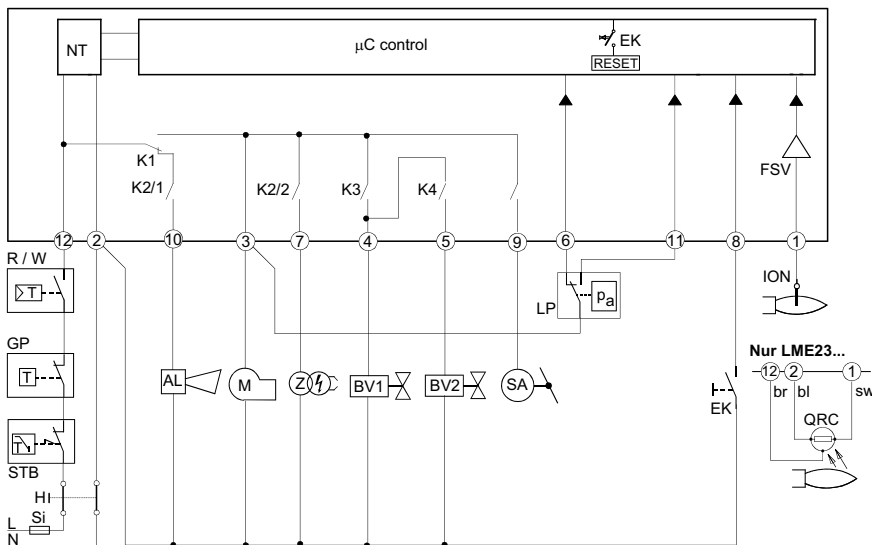 NT
μC control
EK
RESET
FSV
K1
K2/1
K2/2
K3
K4
12
2
10
3
7
4
5
9
6
11
8
1
R / W
T
GP
T
STB
T
H
L
N
Si
AL
M
Z
BV1
BV2
SA
LP
pa
EK
ION
Nur LME23...
12
2
1
br
bl
sw
QRC